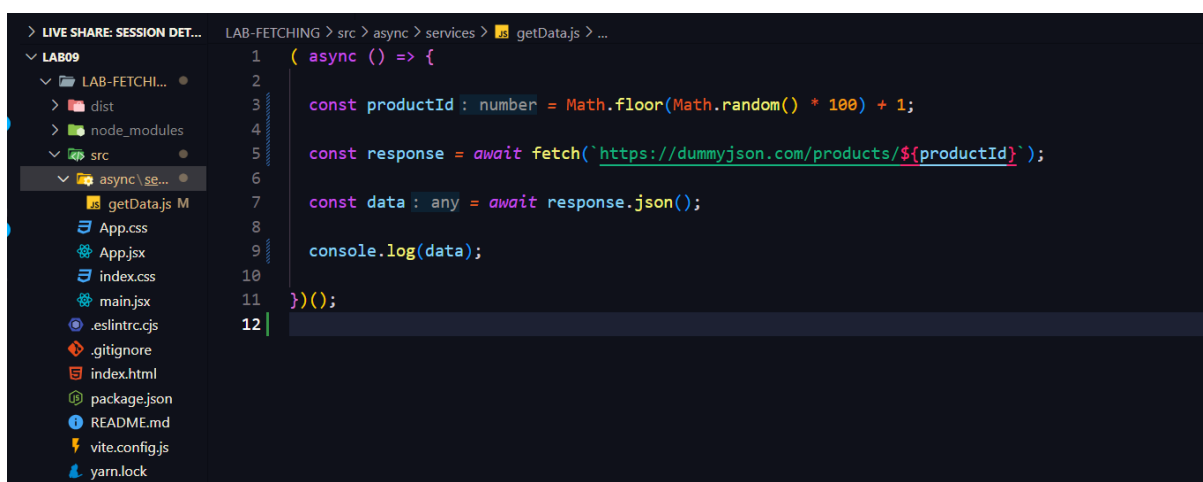 LIVE SHARE: SESSION DET...
LAB09
LAB-FETCHI...
dist
node_modules
src
async\se...
getData.js M
App.css
App.jsx
index.css
main.jsx
.eslintrc.cjs
.gitignore
index.html
package.json
README.md
vite.config.js
yarn.lock
LAB-FETCHING > src > async > services > JS getData.js > ...
1 ( async () => {
2
3 const productId: number = Math.floor(Math.random() * 100) + 1;
4
5 const response = await fetch(`https://dummyjson.com/products/${productId}`);
6
7 const data: any = await response.json();
8
9 console.log(data);
10
11 })();
12